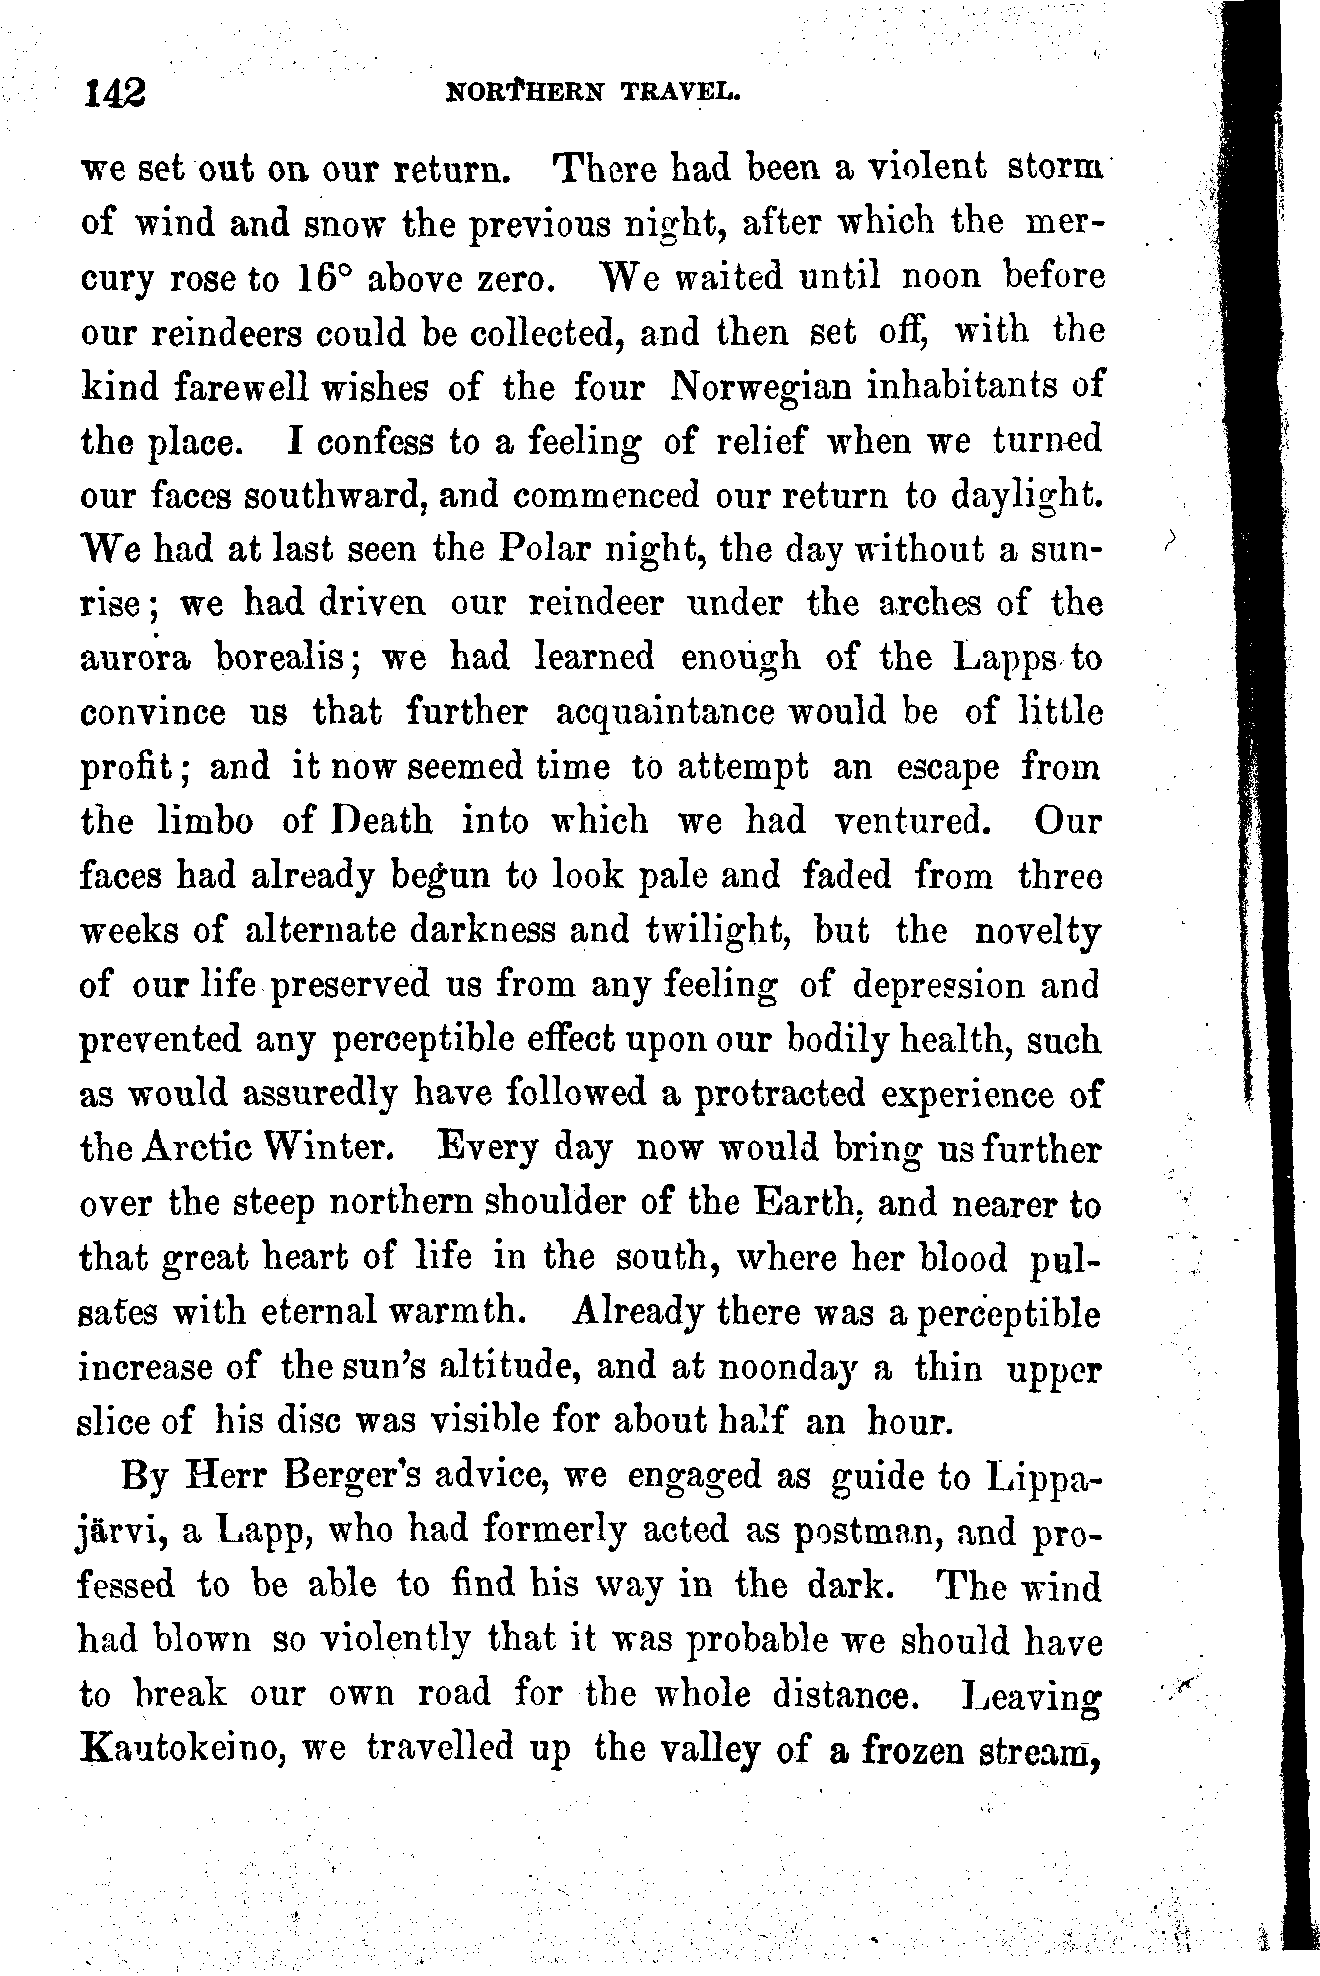 142 NORTHERN TRAVEL.
we set out on our return. There had been a violent storm
of wind and snow the previous night, after which the mer-
cury rose to 16° above zero. We waited until noon before
our reindeers could be collected, and then set off, with the
kind farewell wishes of the four Norwegian inhabitants of
the place. I confess to a feeling of relief when we turned
our faces southward, and commenced our return to daylight.
We had at last seen the Polar night, the day without a sun-
rise; we had driven our reindeer under the arches of the
aurora borealis; we had learned enough of the Lapps to
convince us that further acquaintance would be of little
profit; and it now seemed time to attempt an escape from
the limbo of Death into which we had ventured. Our
faces had already begun to look pale and faded from three
weeks of alternate darkness and twilight, but the novelty
of our life preserved us from any feeling of depression and
prevented any perceptible effect upon our bodily health, such
as would assuredly have followed a protracted experience of
the Arctic Winter. Every day now would bring us further
over the steep northern shoulder of the Earth, and nearer to
that great heart of life in the south, where her blood pul-
sates with eternal warmth. Already there was a perceptible
increase of the sun's altitude, and at noonday a thin upper
slice of his disc was visible for about half an hour.
By Herr Berger's advice, we engaged as guide to Lippa-
järvi, a Lapp, who had formerly acted as postman, and pro-
fessed to be able to find his way in the dark. The wind
had blown so violently that it was probable we should have
to break our own road for the whole distance. Leaving
Kautokeino, we travelled up the valley of a frozen stream,